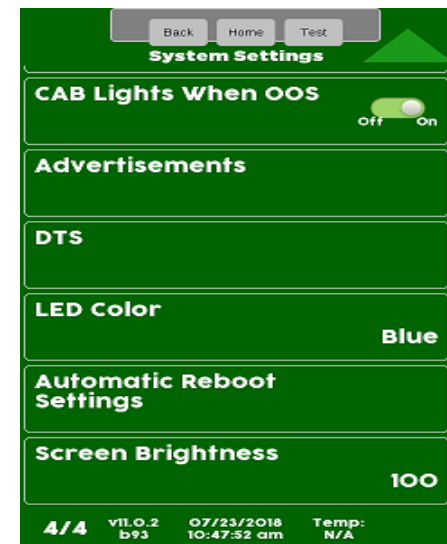 Back Home Test
System Settings
CAB Lights When OOS
Off On
Advertisements
DTS
LED Color
Blue
Automatic Reboot
Settings
Screen Brightness
100
4/4 v11.0.2 07/23/2018 Temp:
b93 10:47:52 am N/A